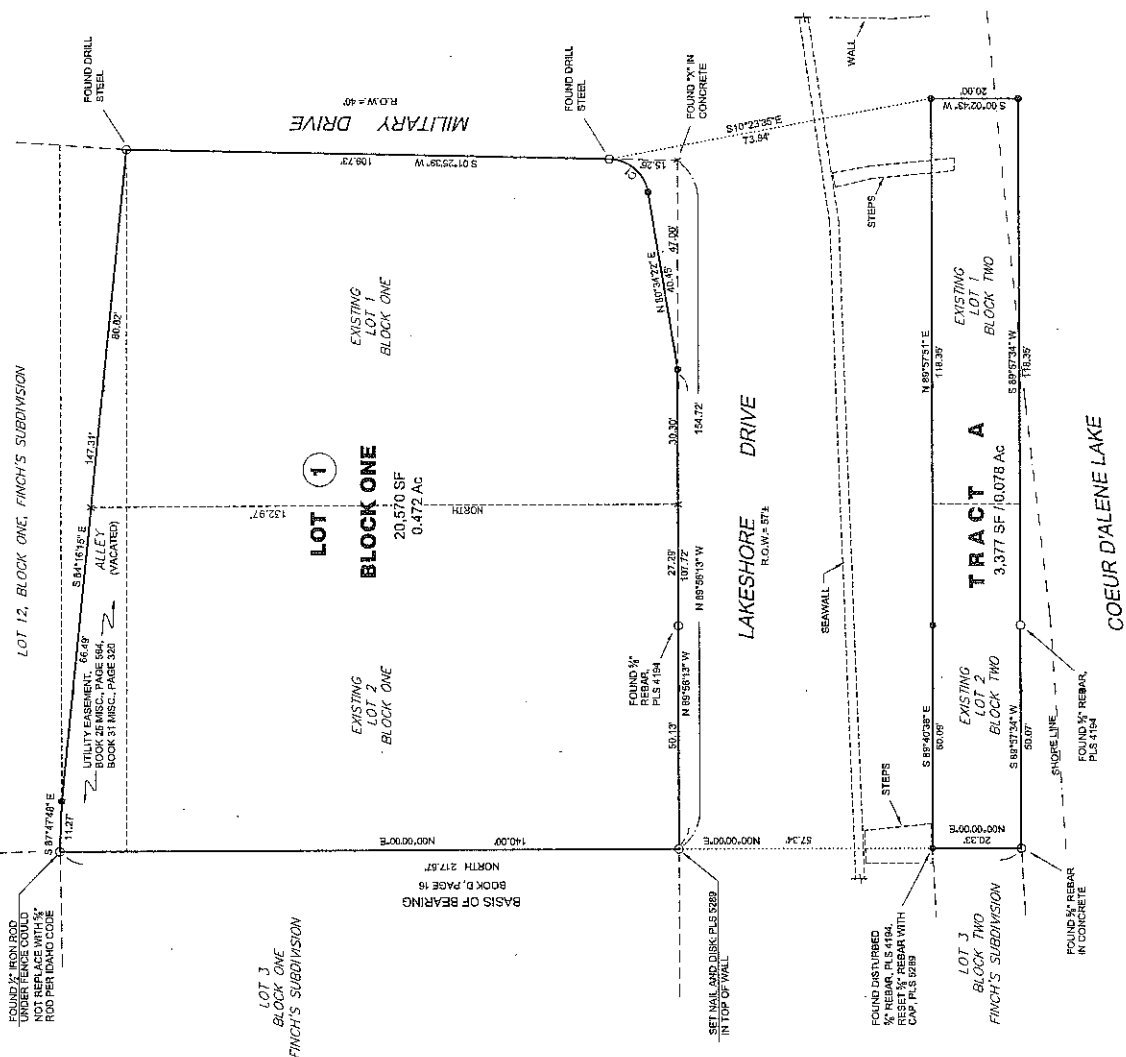 FOUND ½" IRON ROD
UNDER FENCE COULD
NOT REPLACE WITH ⅝"
ROD PER IDAHO CODE
LOT 12, BLOCK ONE, FINCH'S SUBDIVISION
FOUND DRILL
STEEL
S 87°47'48" E
11.27'
UTILITY EASEMENT,
BOOK 25 MISC., PAGE 584,
BOOK 31 MISC., PAGE 320
66.49'
S 84°16'15" E
147.31'
80.82'
ALLEY
(VACATED)
MILITARY DRIVE
R.O.W. = 40'
S 01°25'39" W
109.73'
LOT 3
BLOCK ONE
FINCH'S SUBDIVISION
BASIS OF BEARING
BOOK D, PAGE 16
NORTH 217.67'
N00°00'00"E
140.00'
EXISTING
LOT 2
BLOCK ONE
LOT 1
BLOCK ONE
20,570 SF
0.472 Ac
NORTH
132.97'
EXISTING
LOT 1
BLOCK ONE
FOUND DRILL
STEEL
C1
15.26'
FOUND "X" IN
CONCRETE
N 80°34'22" E
40.45'
47.00'
30.30'
27.29'
107.72'
N 89°56'13" W
154.72'
FOUND ⅝"
REBAR,
PLS 4194
50.13'
N 89°56'13" W
SET NAIL AND DISK, PLS 5289
IN TOP OF WALL
LAKESHORE DRIVE
R.O.W. = 57'±
S10°23'35"E
73.94'
N00°00'00"E
57.34'
SEAWALL
WALL
STEPS
STEPS
FOUND DISTURBED
⅝" REBAR, PLS 4194,
RESET ⅝" REBAR WITH
CAP, PLS 5289
S 89°40'38" E
50.09'
N 89°57'51" E
118.35'
S 00°02'43" W
20.00'
N00°00'00"E
20.33'
EXISTING
LOT 2
BLOCK TWO
TRACT A
3,377 SF / 0.078 Ac
EXISTING
LOT 1
BLOCK TWO
S 89°57'34" W
50.07'
S 89°57'34" W
118.35'
LOT 3
BLOCK TWO
FINCH'S SUBDIVISION
FOUND ⅝" REBAR
IN CONCRETE
SHORE LINE
FOUND ⅝" REBAR,
PLS 4194
COEUR D'ALENE LAKE